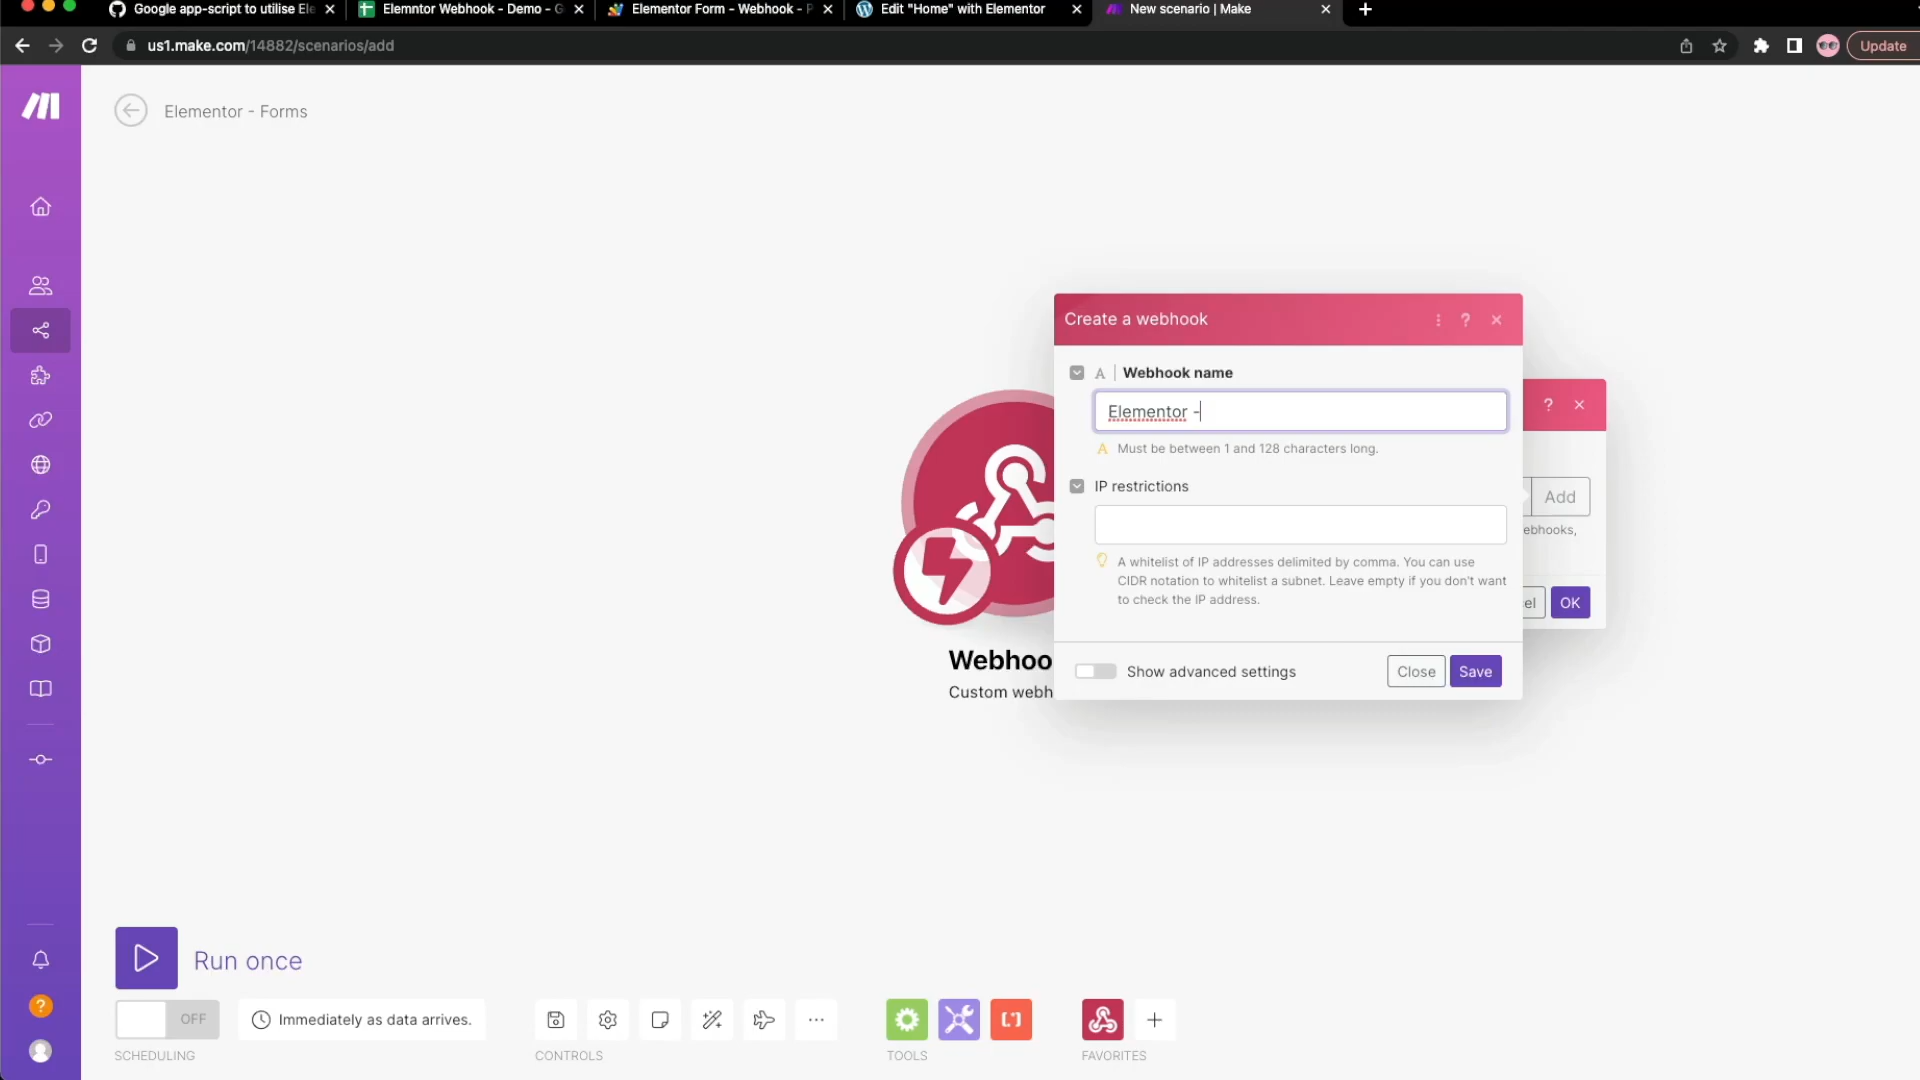 Google app-script to utilise Ele
Elemntor Webhook - Demo - G
Elementor Form - Webhook - P
Edit "Home" with Elementor
New scenario | Make
us1.make.com/14882/scenarios/add
Update
Elementor - Forms
Create a webhook
?
A
Webhook name
Elementor -
Must be between 1 and 128 characters long.
IP restrictions
A whitelist of IP addresses delimited by comma. You can use
CIDR notation to whitelist a subnet. Leave empty if you don't want
to check the IP address.
Show advanced settings
Close
Save
?
Add
ebhooks,
el
OK
Webhoo
Custom webh
Run once
OFF
Immediately as data arrives.
SCHEDULING
CONTROLS
TOOLS
FAVORITES
?